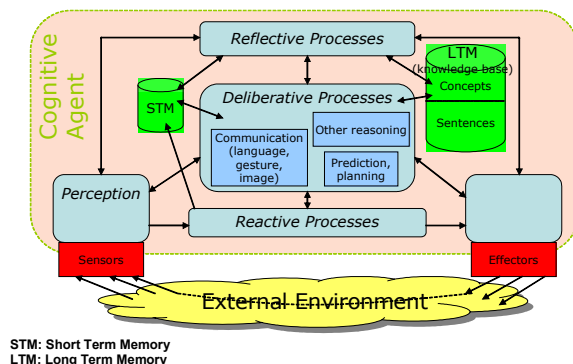 Cognitive
Agent
Reflective Processes
LTM
(knowledge base)
Concepts
Sentences
STM
Deliberative Processes
Communication
(language,
gesture,
image)
Other reasoning
Prediction,
planning
Perception
Reactive Processes
Sensors
Effectors
External Environment
STM: Short Term Memory
LTM: Long Term Memory